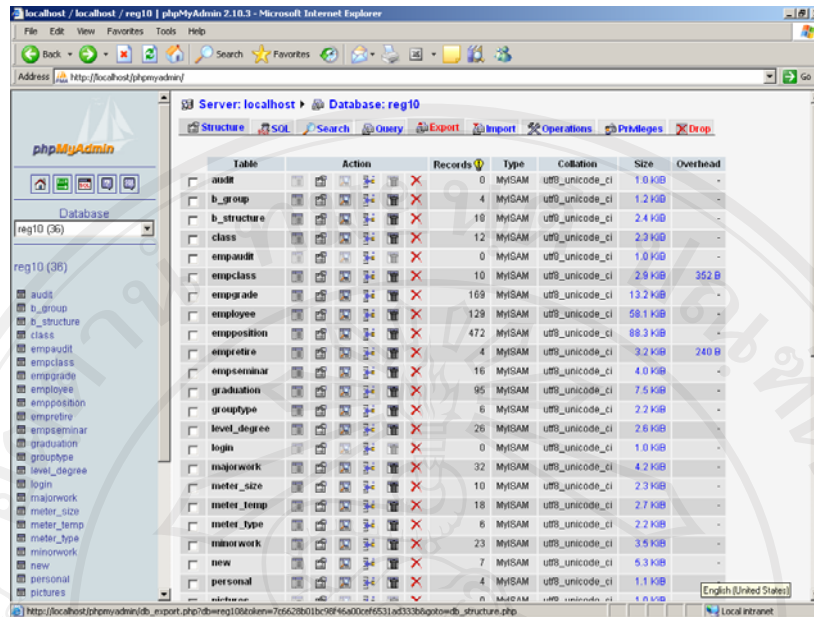 localhost / localhost / reg10 | phpMyAdmin 2.10.3 - Microsoft Internet Explorer
File Edit View Favorites Tools Help
Back Search Favorites
Address http://localhost/phpmyadmin/ Go
phpMyAdmin
Database
reg10 (36)
reg10 (36)
audit
b_group
b_structure
class
empaudit
empclass
empgrade
employee
empposition
empretire
empseminar
graduation
grouptype
level_degree
login
majorwork
meter_size
meter_temp
meter_type
minorwork
new
personal
pictures
Server: localhost Database: reg10
Structure SQL Search Query Export Import Operations Privileges Drop
Table Action Records Type Collation Size Overhead
audit 0 MyISAM utf8_unicode_ci 1.0 KiB -
b_group 4 MyISAM utf8_unicode_ci 1.2 KiB -
b_structure 18 MyISAM utf8_unicode_ci 2.4 KiB -
class 12 MyISAM utf8_unicode_ci 2.3 KiB -
empaudit 0 MyISAM utf8_unicode_ci 1.0 KiB -
empclass 10 MyISAM utf8_unicode_ci 2.9 KiB 352 B
empgrade 169 MyISAM utf8_unicode_ci 13.2 KiB -
employee 129 MyISAM utf8_unicode_ci 58.1 KiB -
empposition 472 MyISAM utf8_unicode_ci 88.3 KiB -
empretire 4 MyISAM utf8_unicode_ci 3.2 KiB 240 B
empseminar 16 MyISAM utf8_unicode_ci 4.0 KiB -
graduation 95 MyISAM utf8_unicode_ci 7.5 KiB -
grouptype 6 MyISAM utf8_unicode_ci 2.2 KiB -
level_degree 26 MyISAM utf8_unicode_ci 2.6 KiB -
login 0 MyISAM utf8_unicode_ci 1.0 KiB -
majorwork 32 MyISAM utf8_unicode_ci 4.2 KiB -
meter_size 10 MyISAM utf8_unicode_ci 2.3 KiB -
meter_temp 18 MyISAM utf8_unicode_ci 2.7 KiB -
meter_type 6 MyISAM utf8_unicode_ci 2.2 KiB -
minorwork 23 MyISAM utf8_unicode_ci 3.5 KiB -
new 7 MyISAM utf8_unicode_ci 5.3 KiB -
personal 4 MyISAM utf8_unicode_ci 1.1 KiB
pictures 0 MyISAM utf8_unicode_ci 1.0 KiB
English (United States)
http://localhost/phpmyadmin/db_export.php?db=reg10&token=7c6628b01bc98f46a00cef6531ad333b&goto=db_structure.php Local intranet